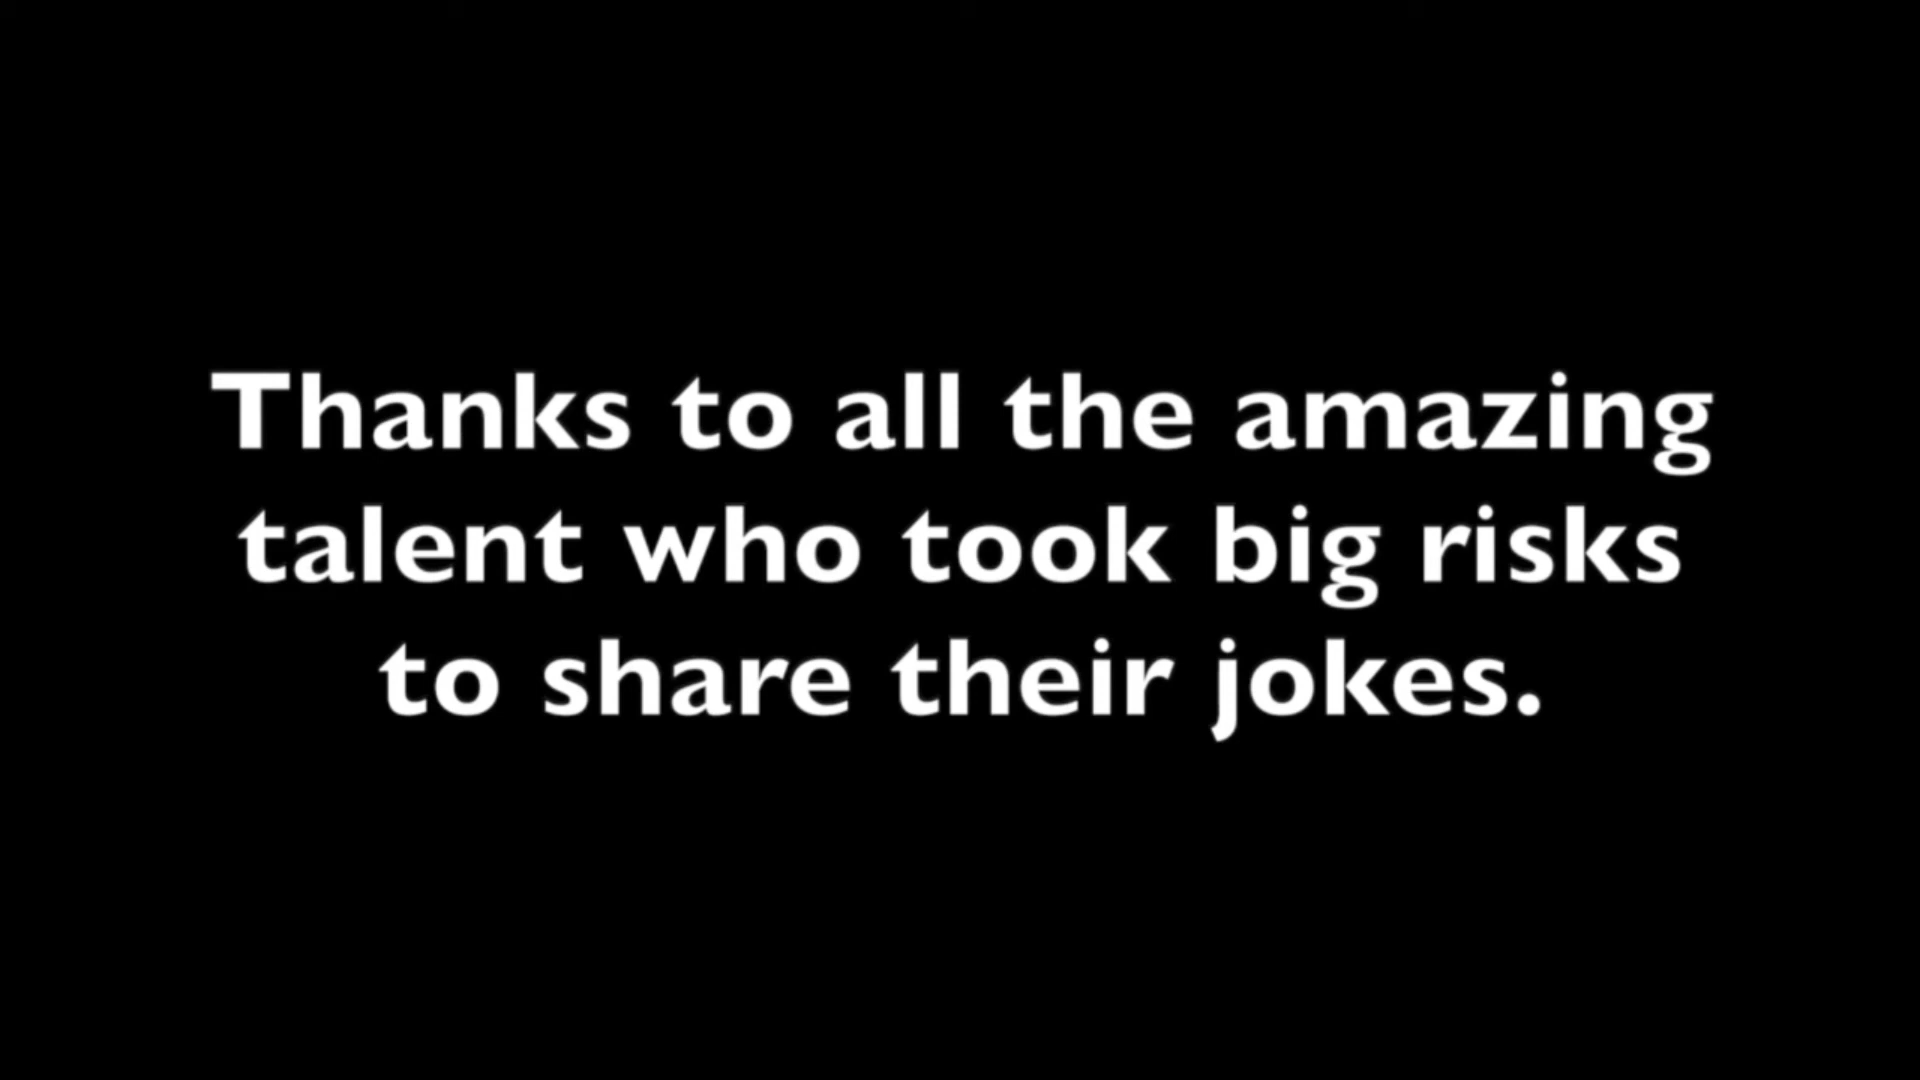 Thanks to all the amazing
talent who took big risks
to share their jokes.